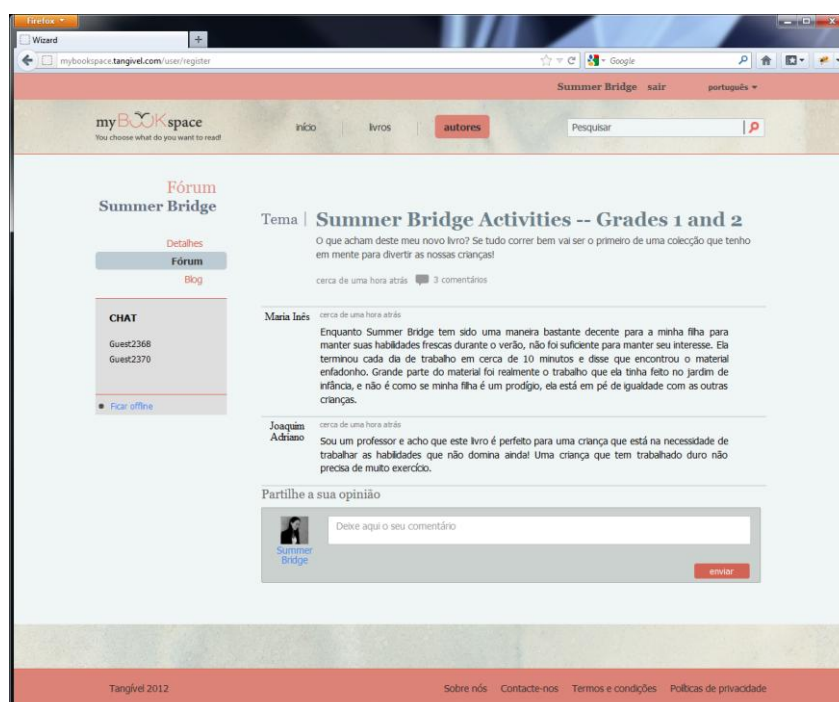 Firefox
Wizard
mybookspace.tangivel.com/user/register
Google
Summer Bridge sair português
myBOOKspace
You choose what do you want to read!
início livros autores Pesquisar
Fórum
Summer Bridge
Detalhes
Fórum
Blog
CHAT
Guest2368
Guest2370
Ficar offline
Tema | Summer Bridge Activities -- Grades 1 and 2
O que acham deste meu novo livro? Se tudo correr bem vai ser o primeiro de uma colecção que tenho
em mente para divertir as nossas crianças!
cerca de uma hora atrás 3 comentários
Maria Inês cerca de uma hora atrás
Enquanto Summer Bridge tem sido uma maneira bastante decente para a minha filha para
manter suas habilidades frescas durante o verão, não foi suficiente para manter seu interesse. Ela
terminou cada dia de trabalho em cerca de 10 minutos e disse que encontrou o material
enfadonho. Grande parte do material foi realmente o trabalho que ela tinha feito no jardim de
infância, e não é como se minha filha é um prodígio, ela está em pé de igualdade com as outras
crianças.
Joaquim Adriano cerca de uma hora atrás
Sou um professor e acho que este livro é perfeito para uma criança que está na necessidade de
trabalhar as habilidades que não domina ainda! Uma criança que tem trabalhado duro não
precisa de muito exercício.
Partilhe a sua opinião
Deixe aqui o seu comentário
Summer
Bridge
enviar
Tangível 2012 Sobre nós Contacte-nos Termos e condições Políticas de privacidade